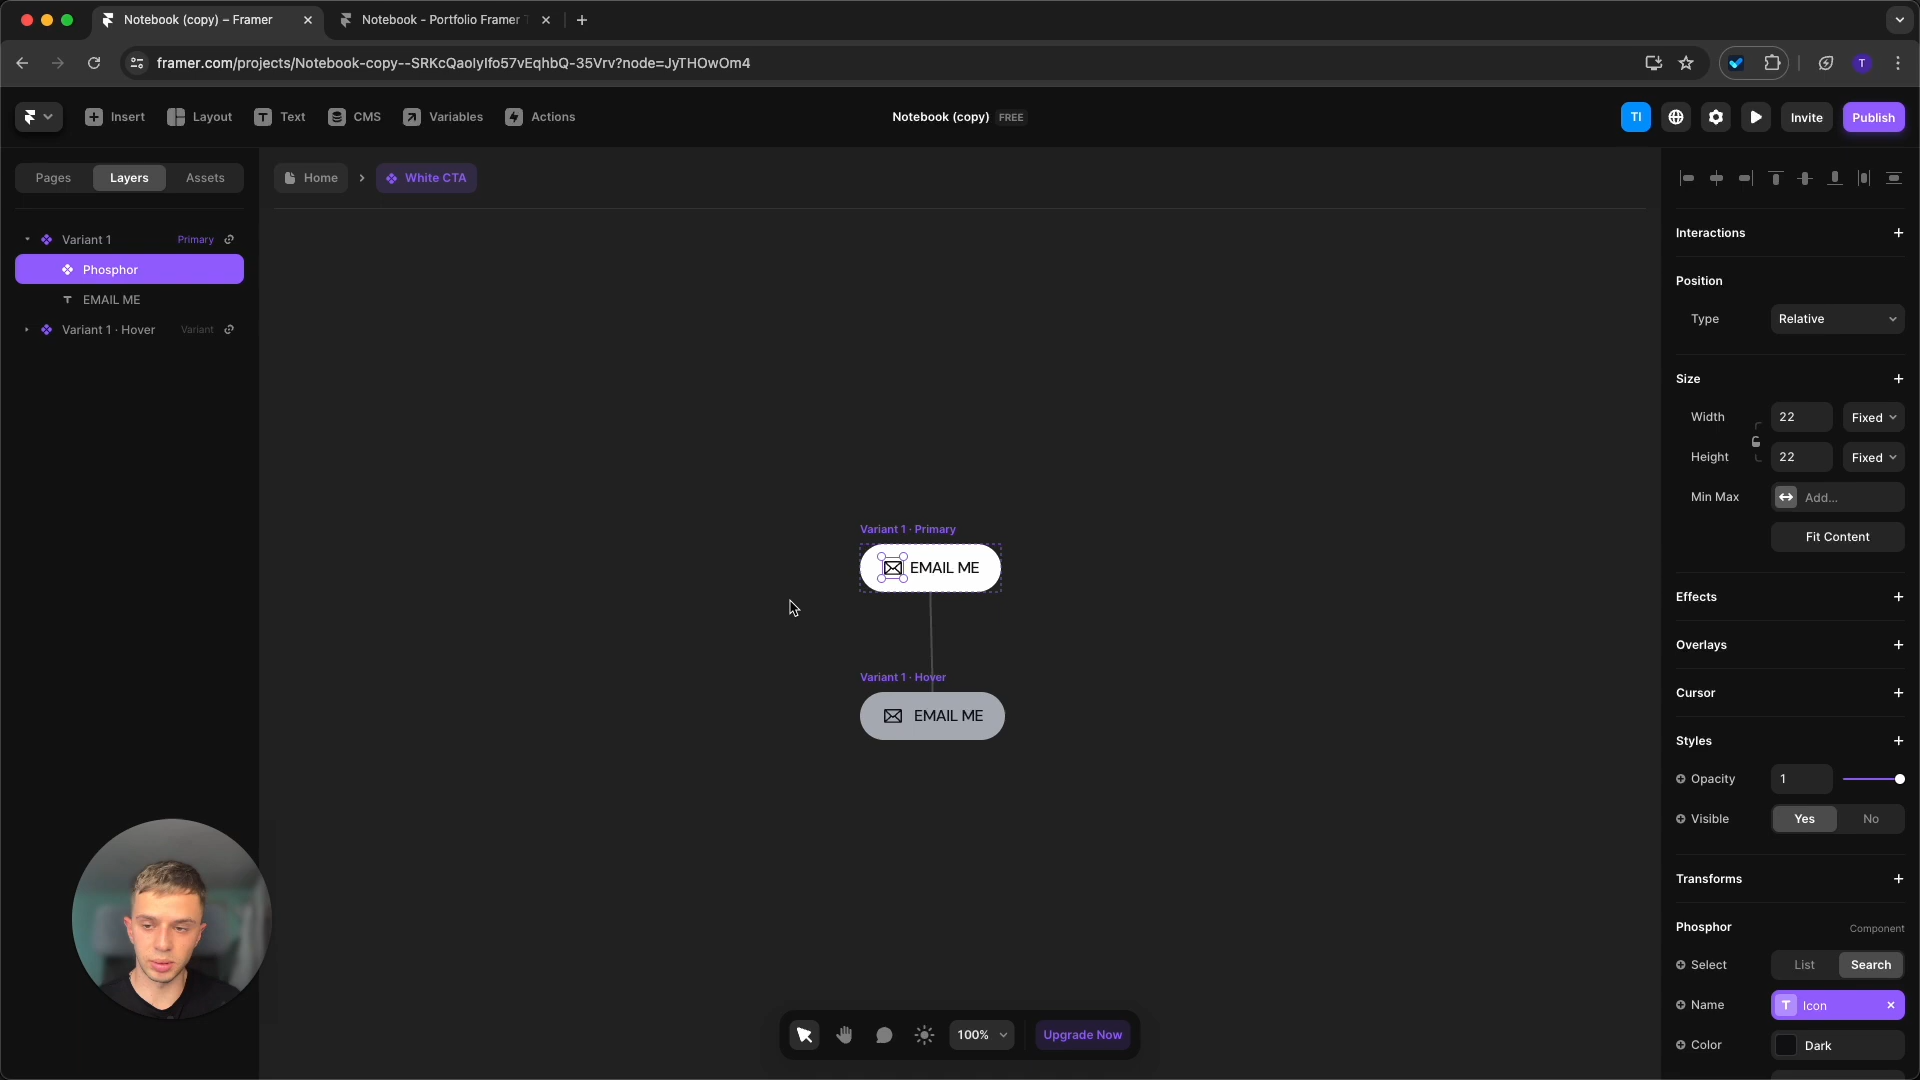 Notebook (copy) – Framer
Notebook - Portfolio Framer T
framer.com/projects/Notebook-copy--SRKcQaolyIfo57vEqhbQ-35Vrv?node=JyTHOwOm4
T
Insert
Layout
Text
CMS
Variables
Actions
Notebook (copy) FREE
TI
Invite
Publish
Pages
Layers
Assets
Home
White CTA
Variant 1 Primary
Phosphor
EMAIL ME
Variant 1 · Hover Variant
Variant 1 · Primary
EMAIL ME
Variant 1 · Hover
EMAIL ME
100%
Upgrade Now
Interactions
Position
Type Relative
Size
Width 22 Fixed
Height 22 Fixed
Min Max Add...
Fit Content
Effects
Overlays
Cursor
Styles
Opacity 1
Visible Yes No
Transforms
Phosphor Component
Select List Search
Name T Icon
Color Dark